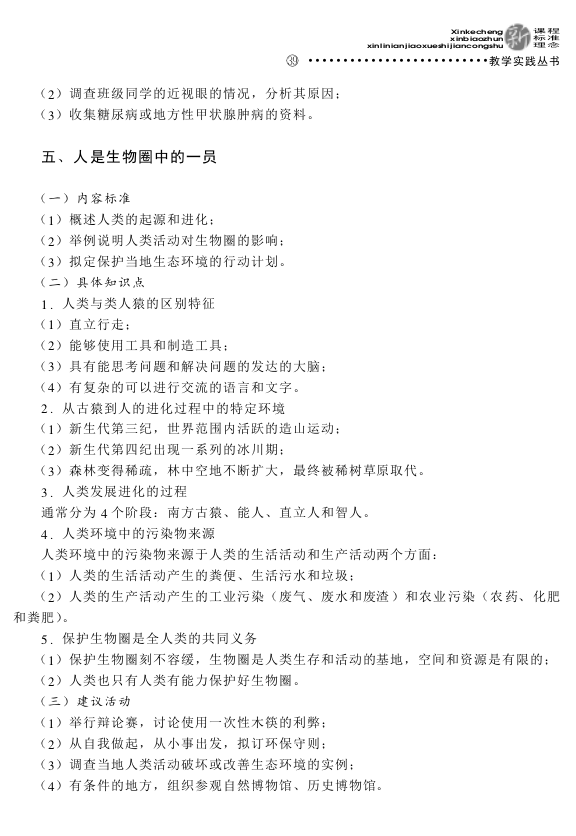 Xinkecheng
xinbiaozhun
xinlinianjiaoxueshijiancongshu
新
课程
标准
理念
39 ••••••••••••••••••••••••••教学实践丛书
（2）调查班级同学的近视眼的情况，分析其原因；
（3）收集糖尿病或地方性甲状腺肿病的资料。
五、人是生物圈中的一员
（一）内容标准
（1）概述人类的起源和进化；
（2）举例说明人类活动对生物圈的影响；
（3）拟定保护当地生态环境的行动计划。
（二）具体知识点
1．人类与类人猿的区别特征
（1）直立行走；
（2）能够使用工具和制造工具；
（3）具有能思考问题和解决问题的发达的大脑；
（4）有复杂的可以进行交流的语言和文字。
2．从古猿到人的进化过程中的特定环境
（1）新生代第三纪，世界范围内活跃的造山运动；
（2）新生代第四纪出现一系列的冰川期；
（3）森林变得稀疏，林中空地不断扩大，最终被稀树草原取代。
3．人类发展进化的过程
通常分为 4 个阶段：南方古猿、能人、直立人和智人。
4．人类环境中的污染物来源
人类环境中的污染物来源于人类的生活活动和生产活动两个方面：
（1）人类的生活活动产生的粪便、生活污水和垃圾；
（2）人类的生产活动产生的工业污染（废气、废水和废渣）和农业污染（农药、化肥
和粪肥）。
5．保护生物圈是全人类的共同义务
（1）保护生物圈刻不容缓，生物圈是人类生存和活动的基地，空间和资源是有限的；
（2）人类也只有人类有能力保护好生物圈。
（三）建议活动
（1）举行辩论赛，讨论使用一次性木筷的利弊；
（2）从自我做起，从小事出发，拟订环保守则；
（3）调查当地人类活动破坏或改善生态环境的实例；
（4）有条件的地方，组织参观自然博物馆、历史博物馆。